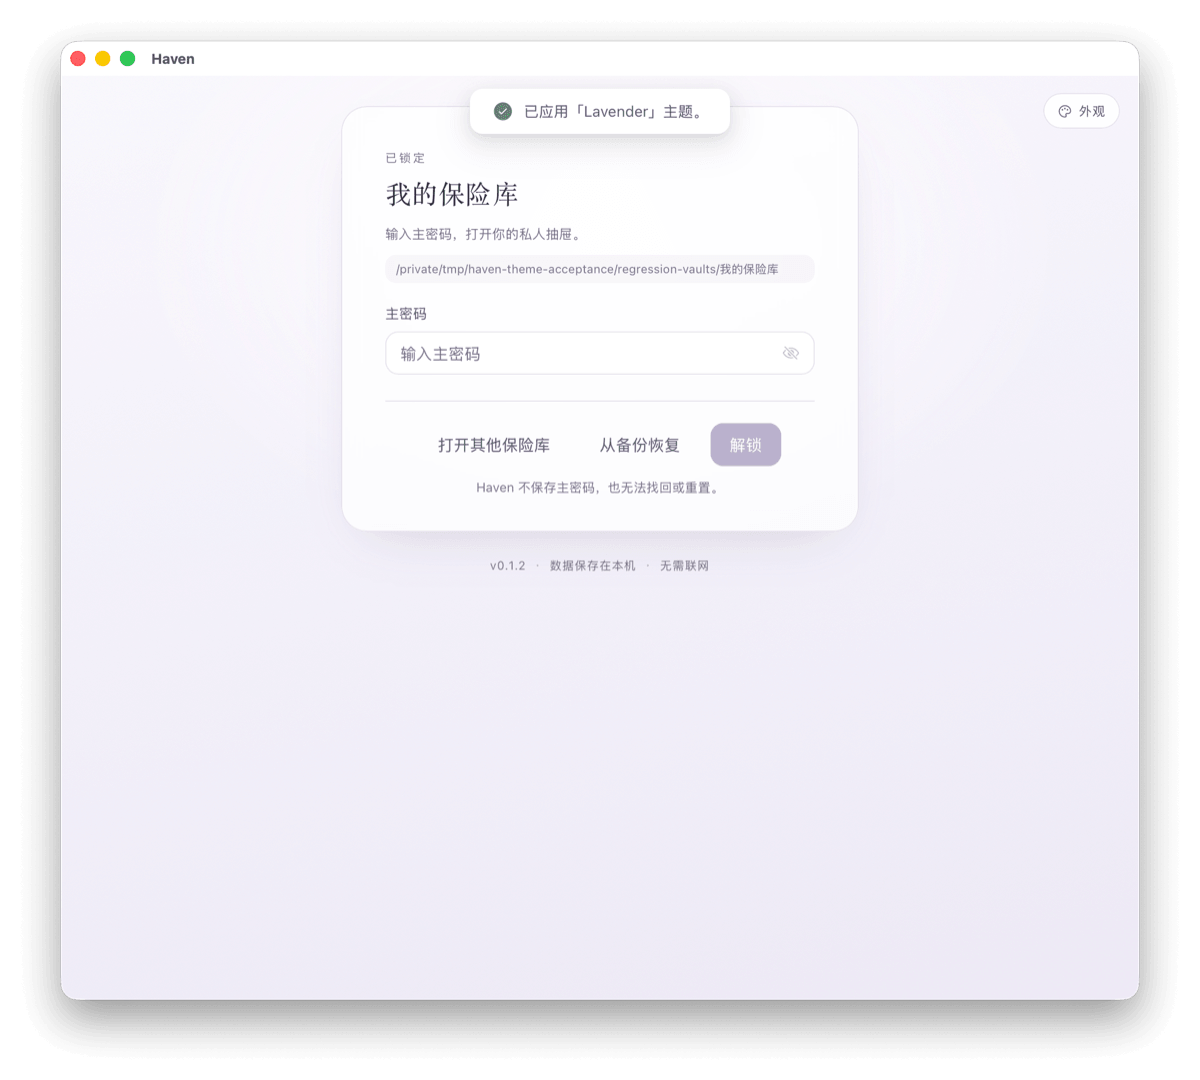 Haven
已应用「Lavender」主题。
外观
已锁定
我的保险库
输入主密码，打开你的私人抽屉。
/private/tmp/haven-theme-acceptance/regression-vaults/我的保险库
主密码
输入主密码
打开其他保险库 从备份恢复 解锁
Haven 不保存主密码，也无法找回或重置。
v0.1.2 · 数据保存在本机 · 无需联网